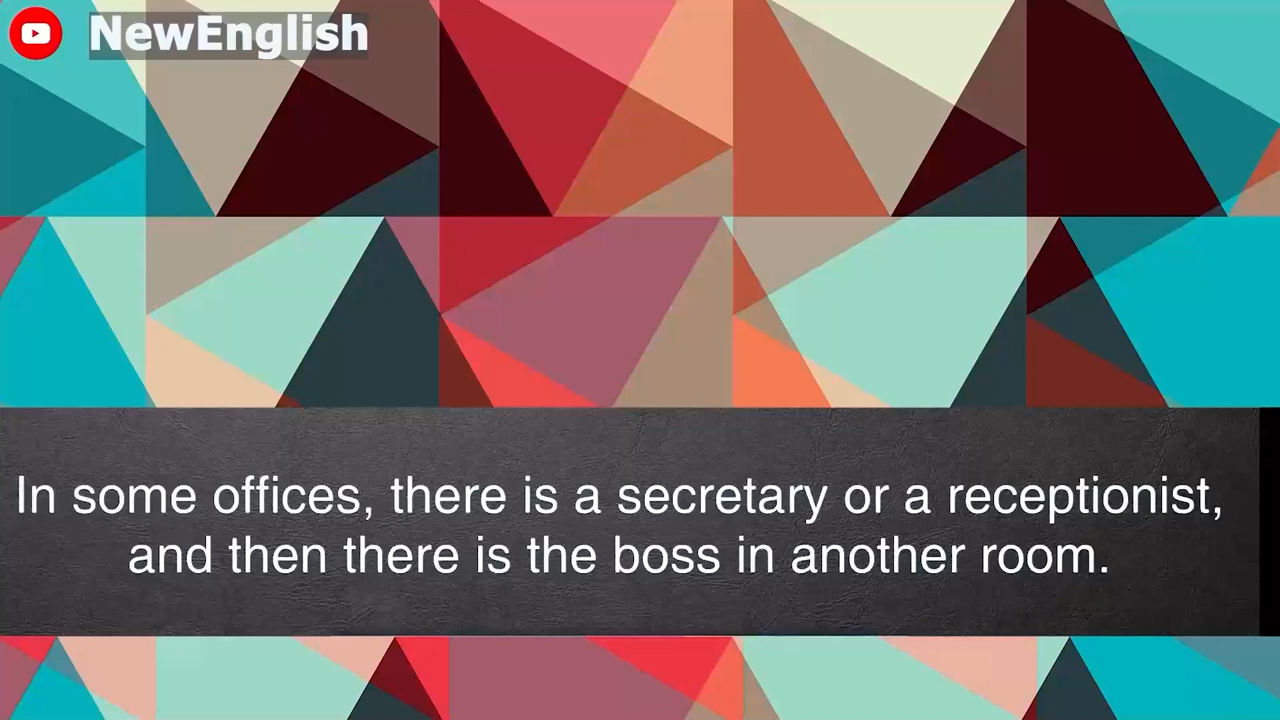 NewEnglish
In some offices, there is a secretary or a receptionist,
and then there is the boss in another room.